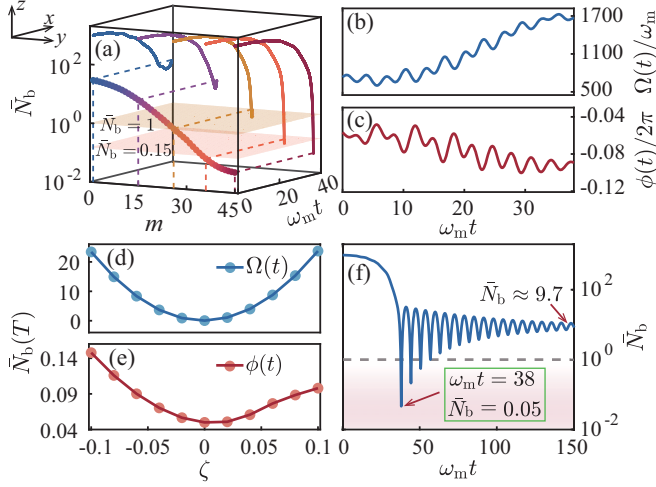 z
x
y
(a)
N̄_b
10^2
10^0
10^-2
N̄_b = 1
N̄_b = 0.15
0 15 30 45
m
0 20 40
ω_m t
(b)
1700
1100
500
Ω(t)/ω_m
(c)
-0.04
-0.08
-0.12
ϕ(t)/2π
0 10 20 30
ω_m t
(d)
Ω(t)
20
10
0
N̄_b(T)
(e)
ϕ(t)
0.14
0.09
0.04
-0.1 -0.05 0 0.05 0.1
ζ
(f)
N̄_b ≈ 9.7
10^2
10^0
10^-2
N̄_b
ω_m t = 38
N̄_b = 0.05
0 50 100 150
ω_m t